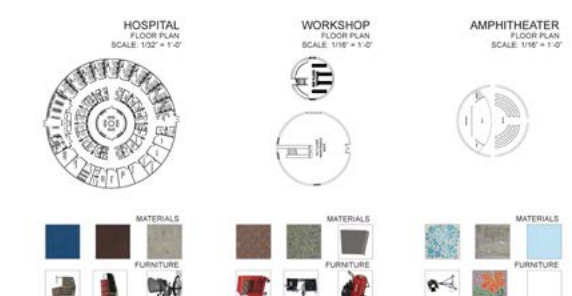 HOSPITAL
FLOOR PLAN
SCALE: 1/32" = 1'-0"
WORKSHOP
FLOOR PLAN
SCALE: 1/16" = 1'-0"
AMPHITHEATER
FLOOR PLAN
SCALE: 1/16" = 1'-0"
MATERIALS
MATERIALS
MATERIALS
FURNITURE
FURNITURE
FURNITURE